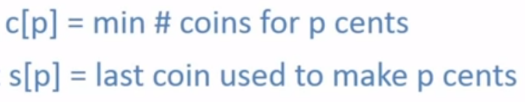 c[p] = min # coins for p cents
s[p] = last coin used to make p cents